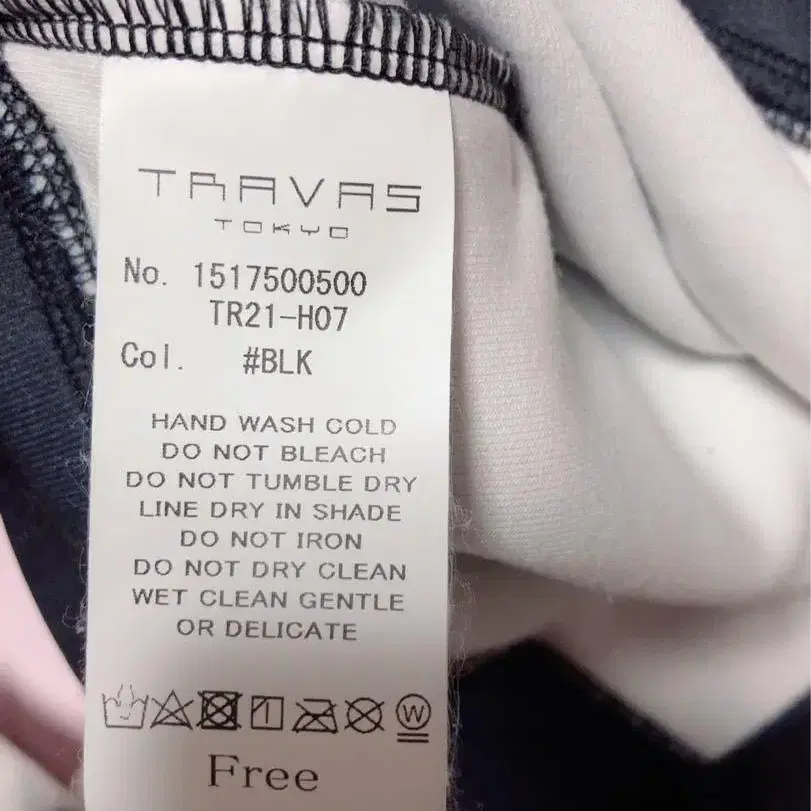 TRAVAS
TOKYO
No. 1517500500
TR21-H07
Col. #BLK
HAND WASH COLD
DO NOT BLEACH
DO NOT TUMBLE DRY
LINE DRY IN SHADE
DO NOT IRON
DO NOT DRY CLEAN
WET CLEAN GENTLE
OR DELICATE
W
Free